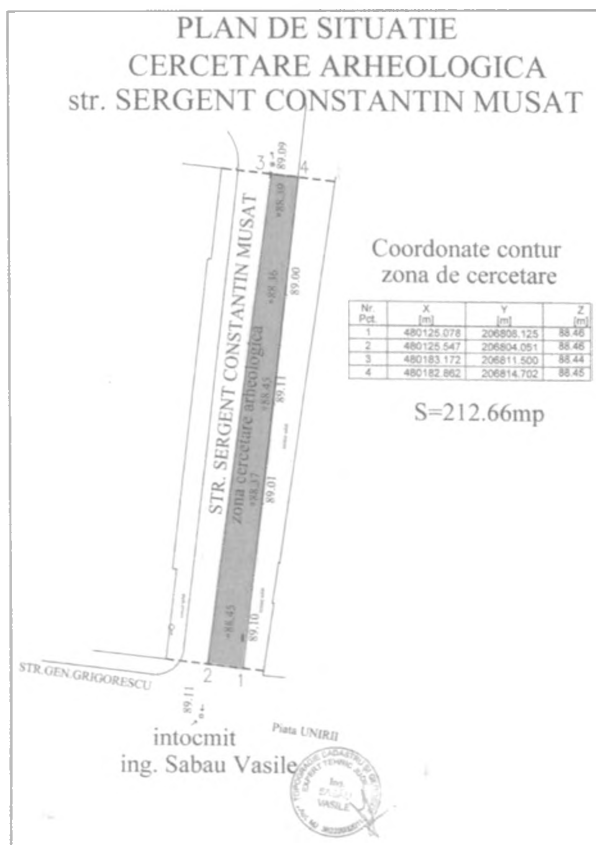 PLAN DE SITUATIE
CERCETARE ARHEOLOGICA
str. SERGENT CONSTANTIN MUSAT
3
4
89.09
+88.39
STR. SERGENT CONSTANTIN MUSAT
zona cercetare arheologica
+88.36
89.00
+88.45
89.11
+88.37
89.01
+88.45
89.10
Coordonate contur
zona de cercetare
Nr. Pct. X [m] Y [m] Z [m]
1 480125.078 206808.125 88.46
2 480125.547 206804.051 88.46
3 480183.172 206811.500 88.44
4 480182.862 206814.702 88.45
S=212.66mp
STR.GEN.GRIGORESCU
2
1
89.11
Piata UNIRII
intocmit
ing. Sabau Vasile
Ing.
VASILE